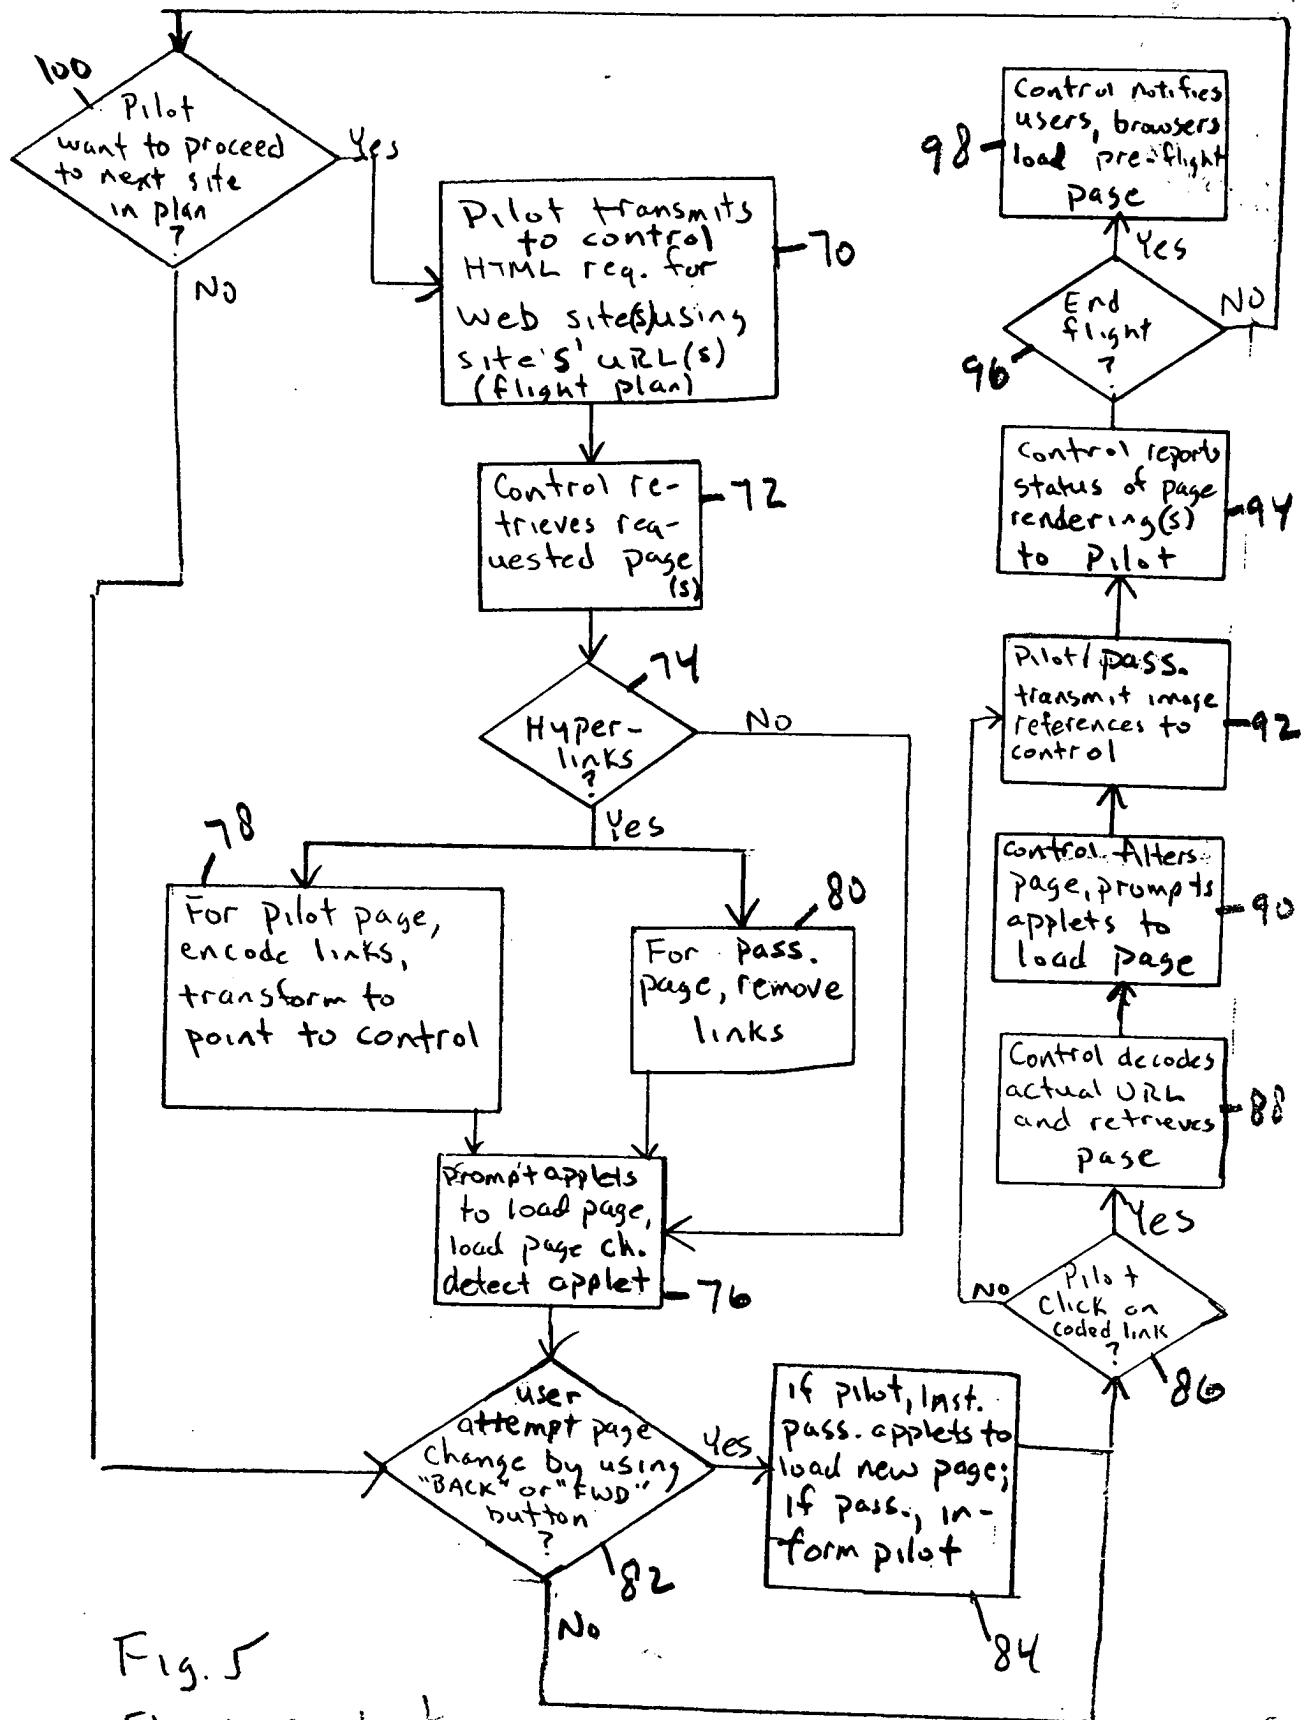 100
Pilot
want to proceed
to next site
in plan
?
Yes
NO
Pilot transmits
to control
HTML req. for
Web site(s) using
site's' URL(s)
(flight plan)
70
Control re-
trieves req-
uested page
(s)
72
74
Hyper-
links
?
NO
Yes
78
For pilot page,
encode links,
transform to
point to control
80
For pass.
page, remove
links
Prompt applets
to load page,
load page ch.
detect applet
76
user
attempt page
change by using
"BACK" or "FWD"
button
?
82
Yes
NO
if pilot, Inst.
pass. applets to
load new page;
if pass., in-
form pilot
84
Pilot
Click on
coded link
?
86
NO
Yes
Control decodes
actual URL
and retrieves
page
88
Control Alters
page, prompts
applets to
load page
90
Pilot/pass.
transmit image
references to
control
92
Control reports
status of page
rendering(s)
to Pilot
94
End
flight
?
96
NO
Yes
Control notifies
users, browsers
load pre-flight
page
98
Fig. 5